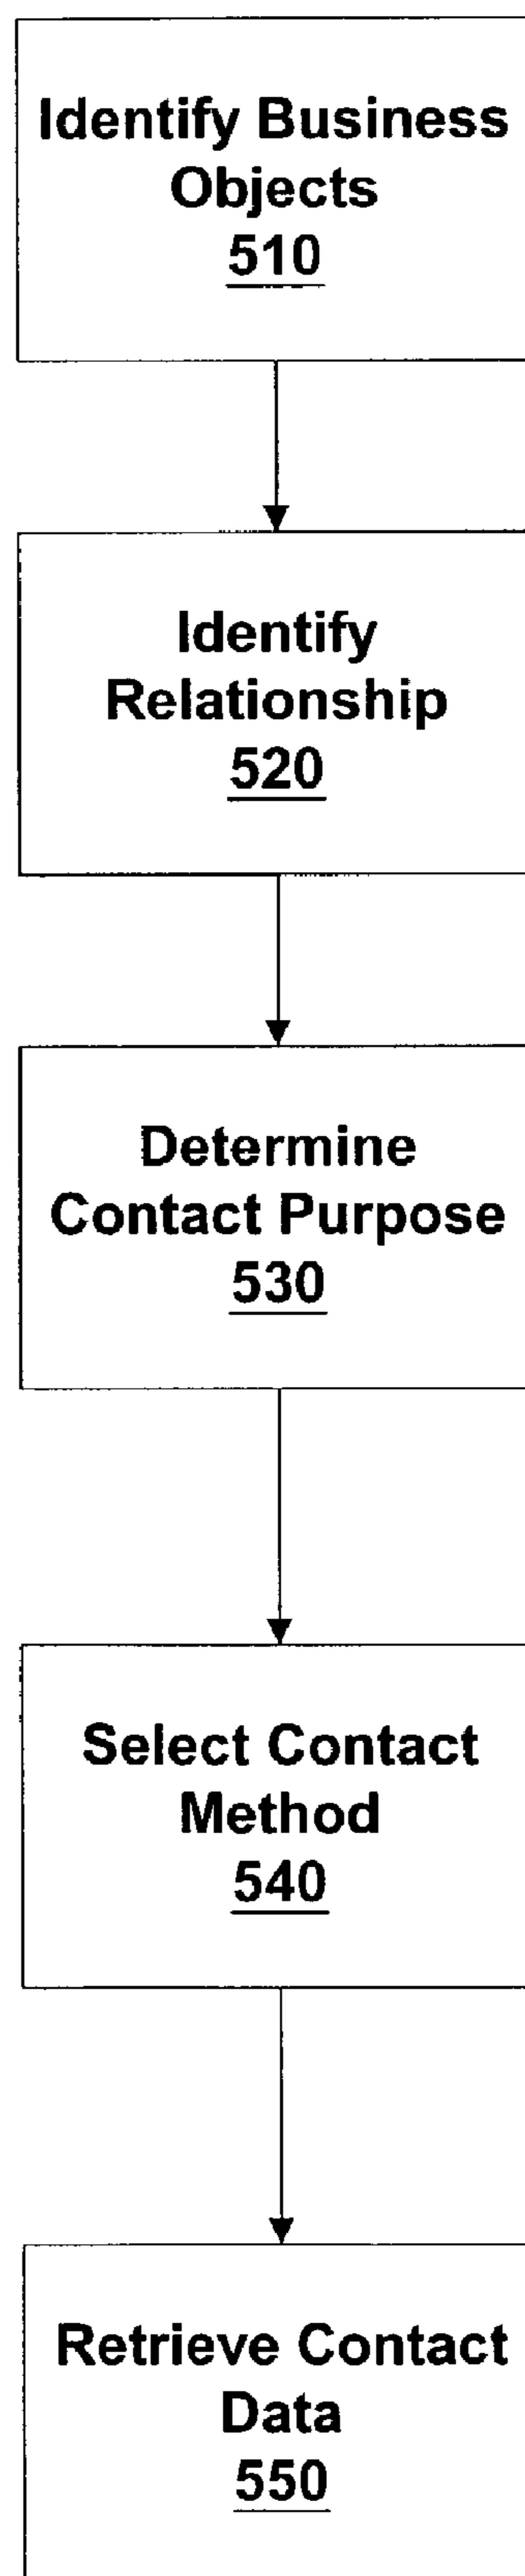 Identify Business
Objects
510
Identify
Relationship
520
Determine
Contact Purpose
530
Select Contact
Method
540
Retrieve Contact
Data
550